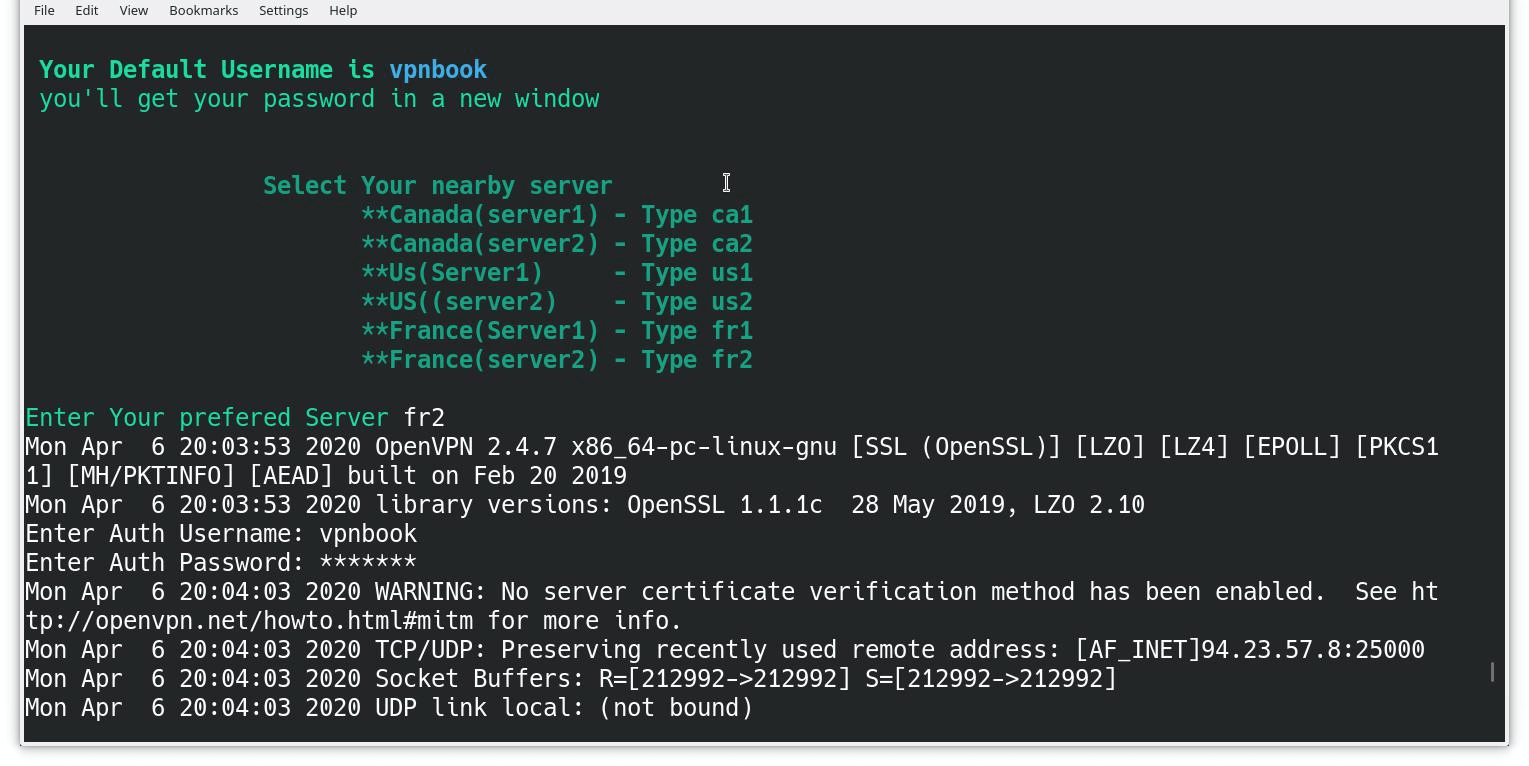 File Edit View Bookmarks Settings Help
Your Default Username is vpnbook
you'll get your password in a new window
Select Your nearby server
**Canada(server1) - Type ca1
**Canada(server2) - Type ca2
**Us(Server1)     - Type us1
**US((server2)    - Type us2
**France(Server1) - Type fr1
**France(server2) - Type fr2
Enter Your prefered Server fr2
Mon Apr  6 20:03:53 2020 OpenVPN 2.4.7 x86_64-pc-linux-gnu [SSL (OpenSSL)] [LZO] [LZ4] [EPOLL] [PKCS1
1] [MH/PKTINFO] [AEAD] built on Feb 20 2019
Mon Apr  6 20:03:53 2020 library versions: OpenSSL 1.1.1c  28 May 2019, LZO 2.10
Enter Auth Username: vpnbook
Enter Auth Password: *******
Mon Apr  6 20:04:03 2020 WARNING: No server certificate verification method has been enabled.  See ht
tp://openvpn.net/howto.html#mitm for more info.
Mon Apr  6 20:04:03 2020 TCP/UDP: Preserving recently used remote address: [AF_INET]94.23.57.8:25000
Mon Apr  6 20:04:03 2020 Socket Buffers: R=[212992->212992] S=[212992->212992]
Mon Apr  6 20:04:03 2020 UDP link local: (not bound)